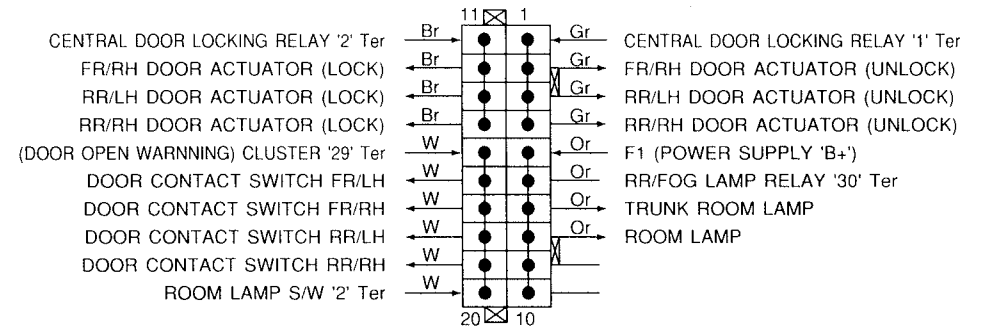 11 1
CENTRAL DOOR LOCKING RELAY '2' Ter Br Gr CENTRAL DOOR LOCKING RELAY '1' Ter
FR/RH DOOR ACTUATOR (LOCK) Br Gr FR/RH DOOR ACTUATOR (UNLOCK)
RR/LH DOOR ACTUATOR (LOCK) Br Gr RR/LH DOOR ACTUATOR (UNLOCK)
RR/RH DOOR ACTUATOR (LOCK) Br Gr RR/RH DOOR ACTUATOR (UNLOCK)
(DOOR OPEN WARNNING) CLUSTER '29' Ter W Or F1 (POWER SUPPLY 'B+')
DOOR CONTACT SWITCH FR/LH W Or RR/FOG LAMP RELAY '30' Ter
DOOR CONTACT SWITCH FR/RH W Or TRUNK ROOM LAMP
DOOR CONTACT SWITCH RR/LH W Or ROOM LAMP
DOOR CONTACT SWITCH RR/RH W
ROOM LAMP S/W '2' Ter W
20 10